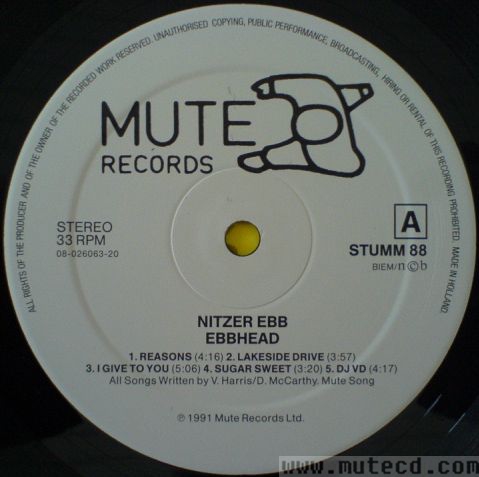 ALL RIGHTS OF THE PRODUCER AND OF THE OWNER OF THE RECORDED WORK RESERVED. UNAUTHORISED COPYING, PUBLIC PERFORMANCE, BROADCASTING, HIRING OR RENTAL OF THIS RECORDING PROHIBITED. MADE IN HOLLAND.
MUTE
RECORDS
STEREO
33 RPM
08-026063-20
A
STUMM 88
BIEM/n©b
NITZER EBB
EBBHEAD
1. REASONS (4:16) 2. LAKESIDE DRIVE (3:57)
3. I GIVE TO YOU (5:06) 4. SUGAR SWEET (3:20) 5. DJ VD (4:17)
All Songs Written by V. Harris/D. McCarthy. Mute Song
℗ 1991 Mute Records Ltd.
www.mutecd.com